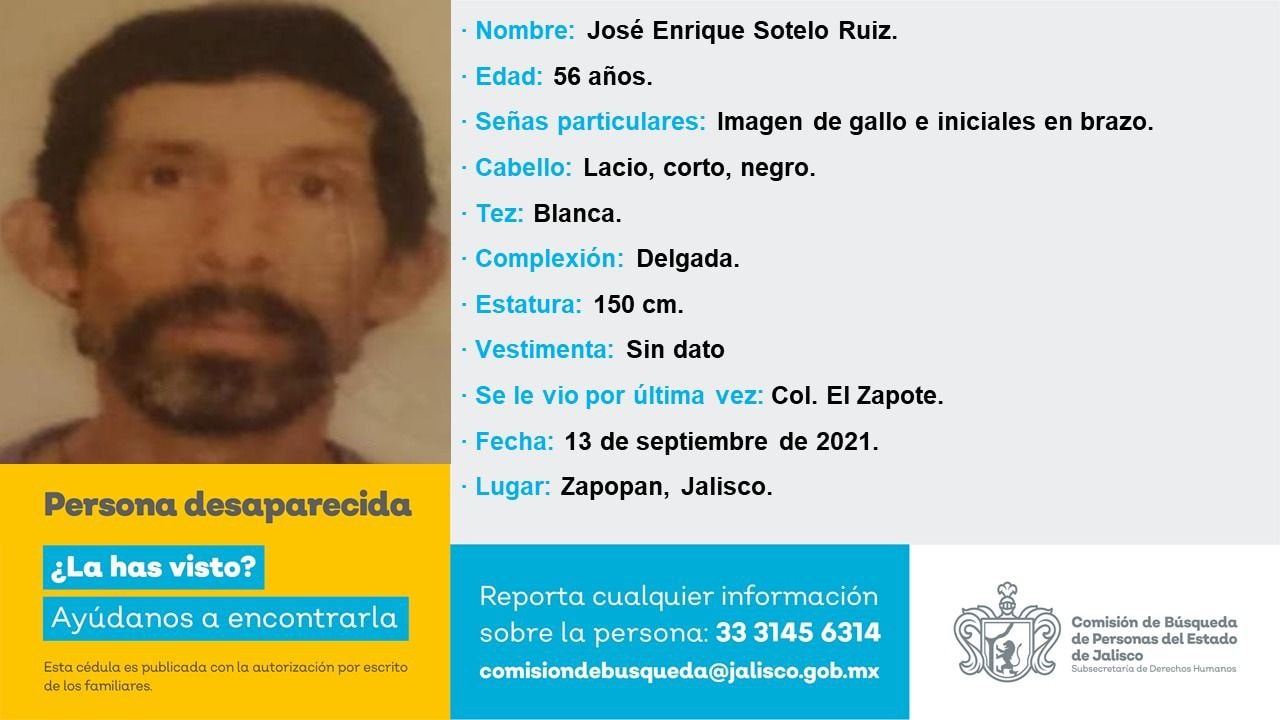 · Nombre: José Enrique Sotelo Ruiz.
· Edad: 56 años.
· Señas particulares: Imagen de gallo e iniciales en brazo.
· Cabello: Lacio, corto, negro.
· Tez: Blanca.
· Complexión: Delgada.
· Estatura: 150 cm.
· Vestimenta: Sin dato
· Se le vio por última vez: Col. El Zapote.
· Fecha: 13 de septiembre de 2021.
· Lugar: Zapopan, Jalisco.
Persona desaparecida
¿La has visto?
Ayúdanos a encontrarla
Esta cédula es publicada con la autorización por escrito
de los familiares.
Reporta cualquier información
sobre la persona: 33 3145 6314
comisiondebusqueda@jalisco.gob.mx
Comisión de Búsqueda
de Personas del Estado
de Jalisco
Subsecretaría de Derechos Humanos